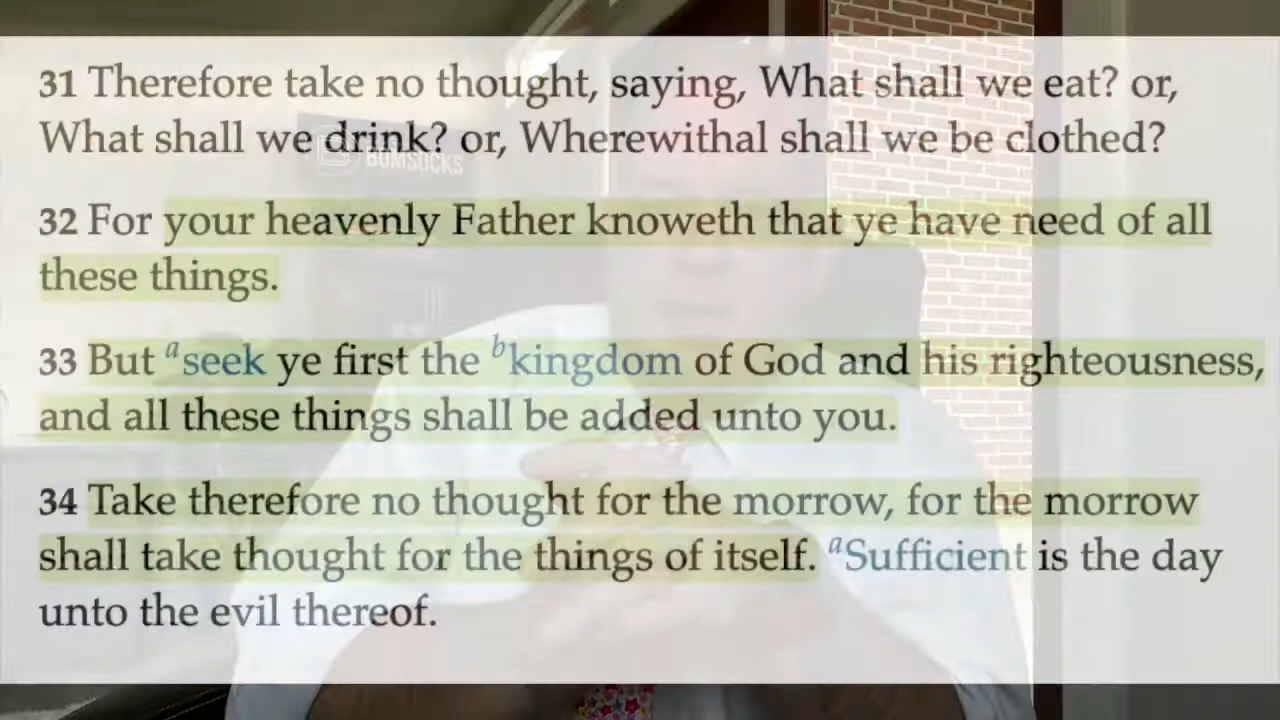 31 Therefore take no thought, saying, What shall we eat? or,
What shall we drink? or, Wherewithal shall we be clothed?
32 For your heavenly Father knoweth that ye have need of all
these things.
33 But a seek ye first the b kingdom of God and his righteousness,
and all these things shall be added unto you.
34 Take therefore no thought for the morrow, for the morrow
shall take thought for the things of itself. a Sufficient is the day
unto the evil thereof.
BUMSOCKS